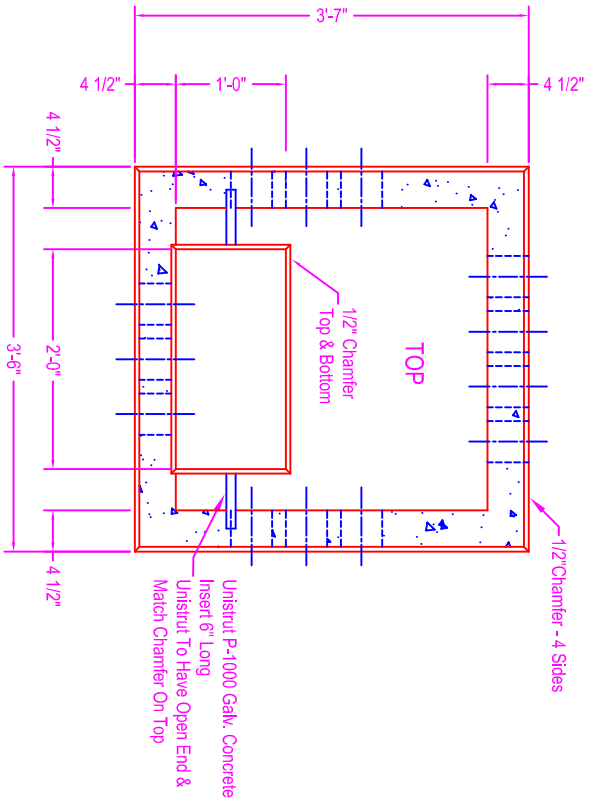 3'-7"
4 1/2"
1'-0"
4 1/2"
4 1/2"
3'-6"
2'-0"
4 1/2"
TOP
1/2" Chamfer
Top & Bottom
1/2"Chamfer - 4 Sides
Unistrut P-1000 Galv. Concrete
Insert 6" Long
Unistrut To Have Open End &
Match Chamfer On Top